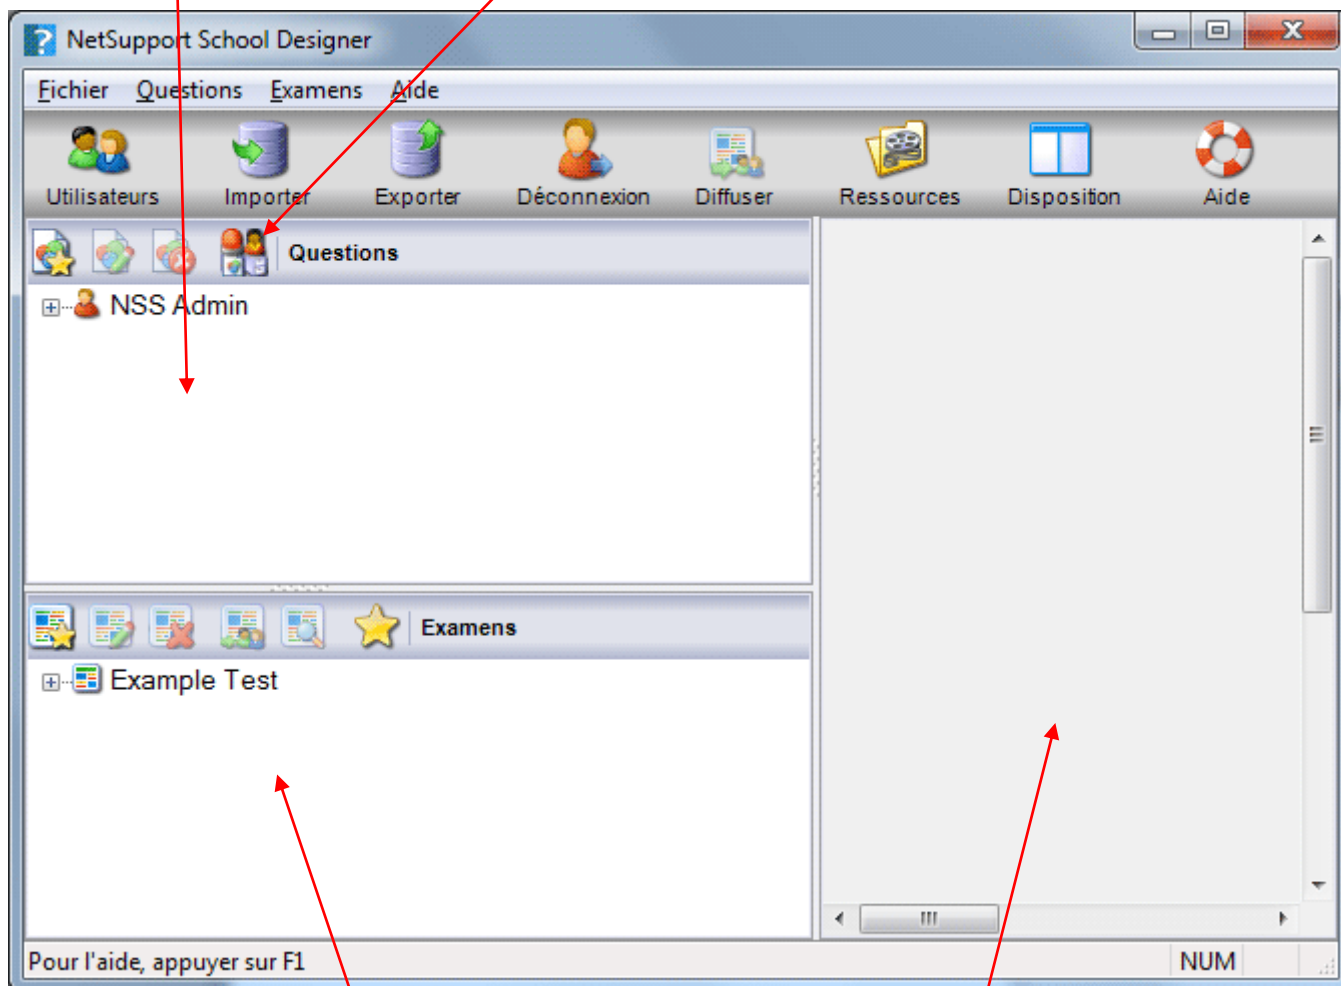 NetSupport School Designer
Fichier Questions Examens Aide
Utilisateurs Importer Exporter Déconnexion Diffuser Ressources Disposition Aide
Questions
NSS Admin
Examens
Example Test
Pour l'aide, appuyer sur F1 NUM